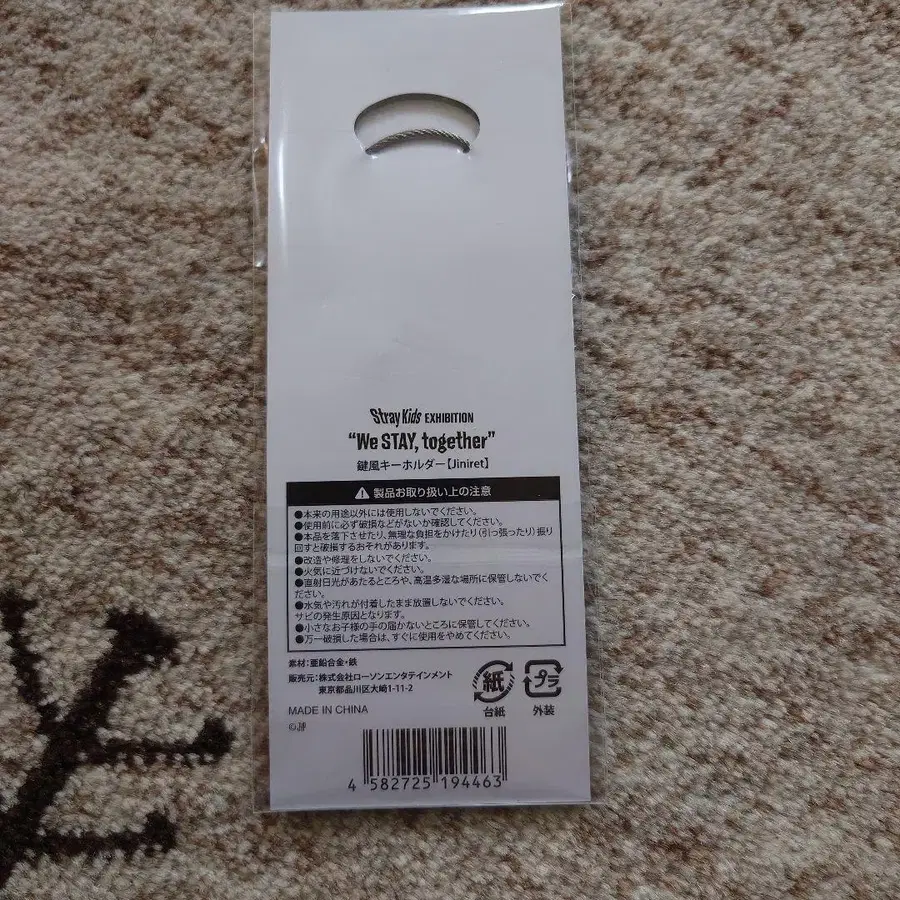 Stray Kids EXHIBITION
"We STAY, together"
鍵風キーホルダー【Jiniret】
製品お取り扱い上の注意
●本来の用途以外には使用しないでください。
●使用前に必ず破損などがないか確認してください。
●本品を落下させたり、無理な負担をかけたり(引っ張ったり)振り
回すと破損するおそれがあります。
●改造や修理をしないでください。
●火気に近づけないでください。
●直射日光があたるところや、高温多湿な場所に保管しないでく
ださい。
●水気や汚れが付着したまま放置しないでください。
サビの発生原因となります。
●小さなお子様の手の届かないところに保管してください。
●万一破損した場合は、すぐに使用をやめてください。
素材:亜鉛合金・鉄
販売元:株式会社ローソンエンタテインメント
東京都品川区大崎1-11-2
MADE IN CHINA
紙
台紙
プラ
外装
4 582725 194463